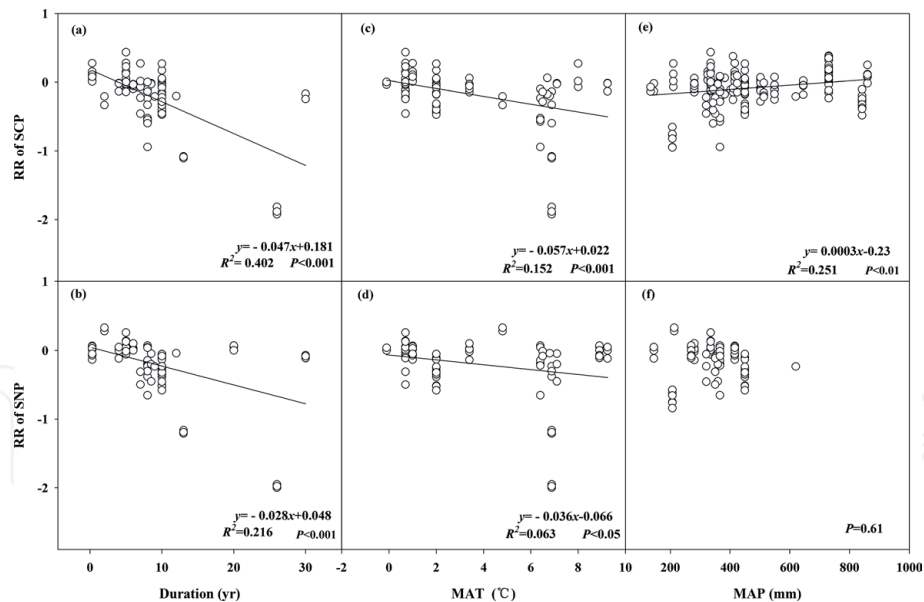 1
(a)
(c)
(e)
0
RR of SCP
-1
-2
y= - 0.047x+0.181
R²= 0.402 P<0.001
y= - 0.057x+0.022
R²=0.152 P<0.001
y= 0.0003x-0.23
R²=0.251 P<0.01
1
(b)
(d)
(f)
0
RR of SNP
-1
-2
y= - 0.028x+0.048
R²=0.216 P<0.001
y= - 0.036x-0.066
R²=0.063 P<0.05
P=0.61
0 10 20 30 -2 0 2 4 6 8 10 0 200 400 600 800 1000
Duration (yr)
MAT (℃)
MAP (mm)